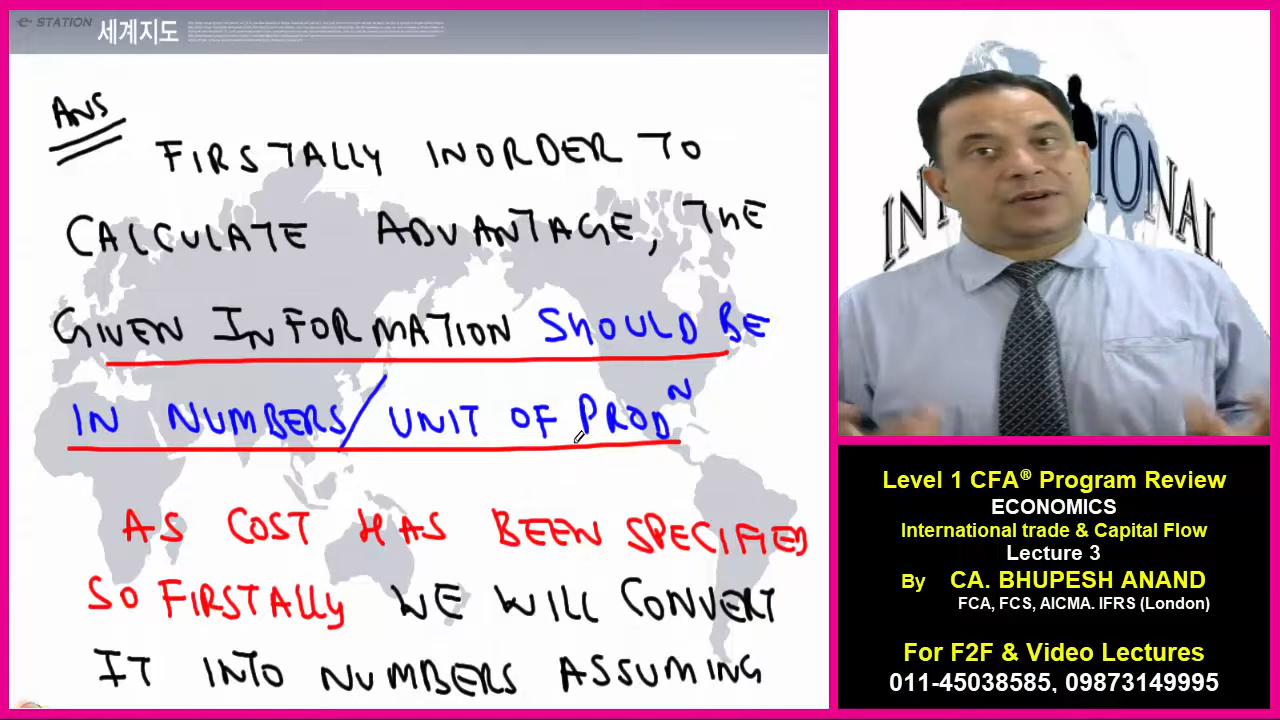 e-STATION
세계지도
ANS
FIRSTALLY INORDER TO
CALCULATE ADVANTAGE, THE
GIVEN INFORMATION SHOULD BE
IN NUMBERS/UNIT OF PRODN
AS COST HAS BEEN SPECIFIED
SO FIRSTALLY WE WILL CONVERT
IT INTO NUMBERS ASSUMING
INTERNATIONAL
Level 1 CFA® Program Review
ECONOMICS
International trade & Capital Flow
Lecture 3
By CA. BHUPESH ANAND
FCA, FCS, AICMA. IFRS (London)
For F2F & Video Lectures
011-45038585, 09873149995